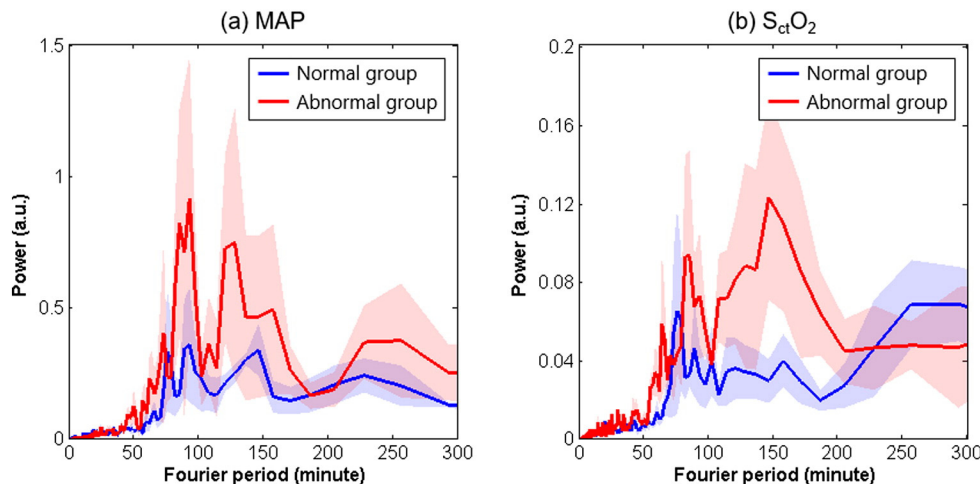 (a) MAP
1.5
1
0.5
0
Power (a.u.)
0 50 100 150 200 250 300
Fourier period (minute)
Normal group
Abnormal group
(b) SctO2
0.2
0.16
0.12
0.08
0.04
0
Power (a.u.)
0 50 100 150 200 250 300
Fourier period (minute)
Normal group
Abnormal group